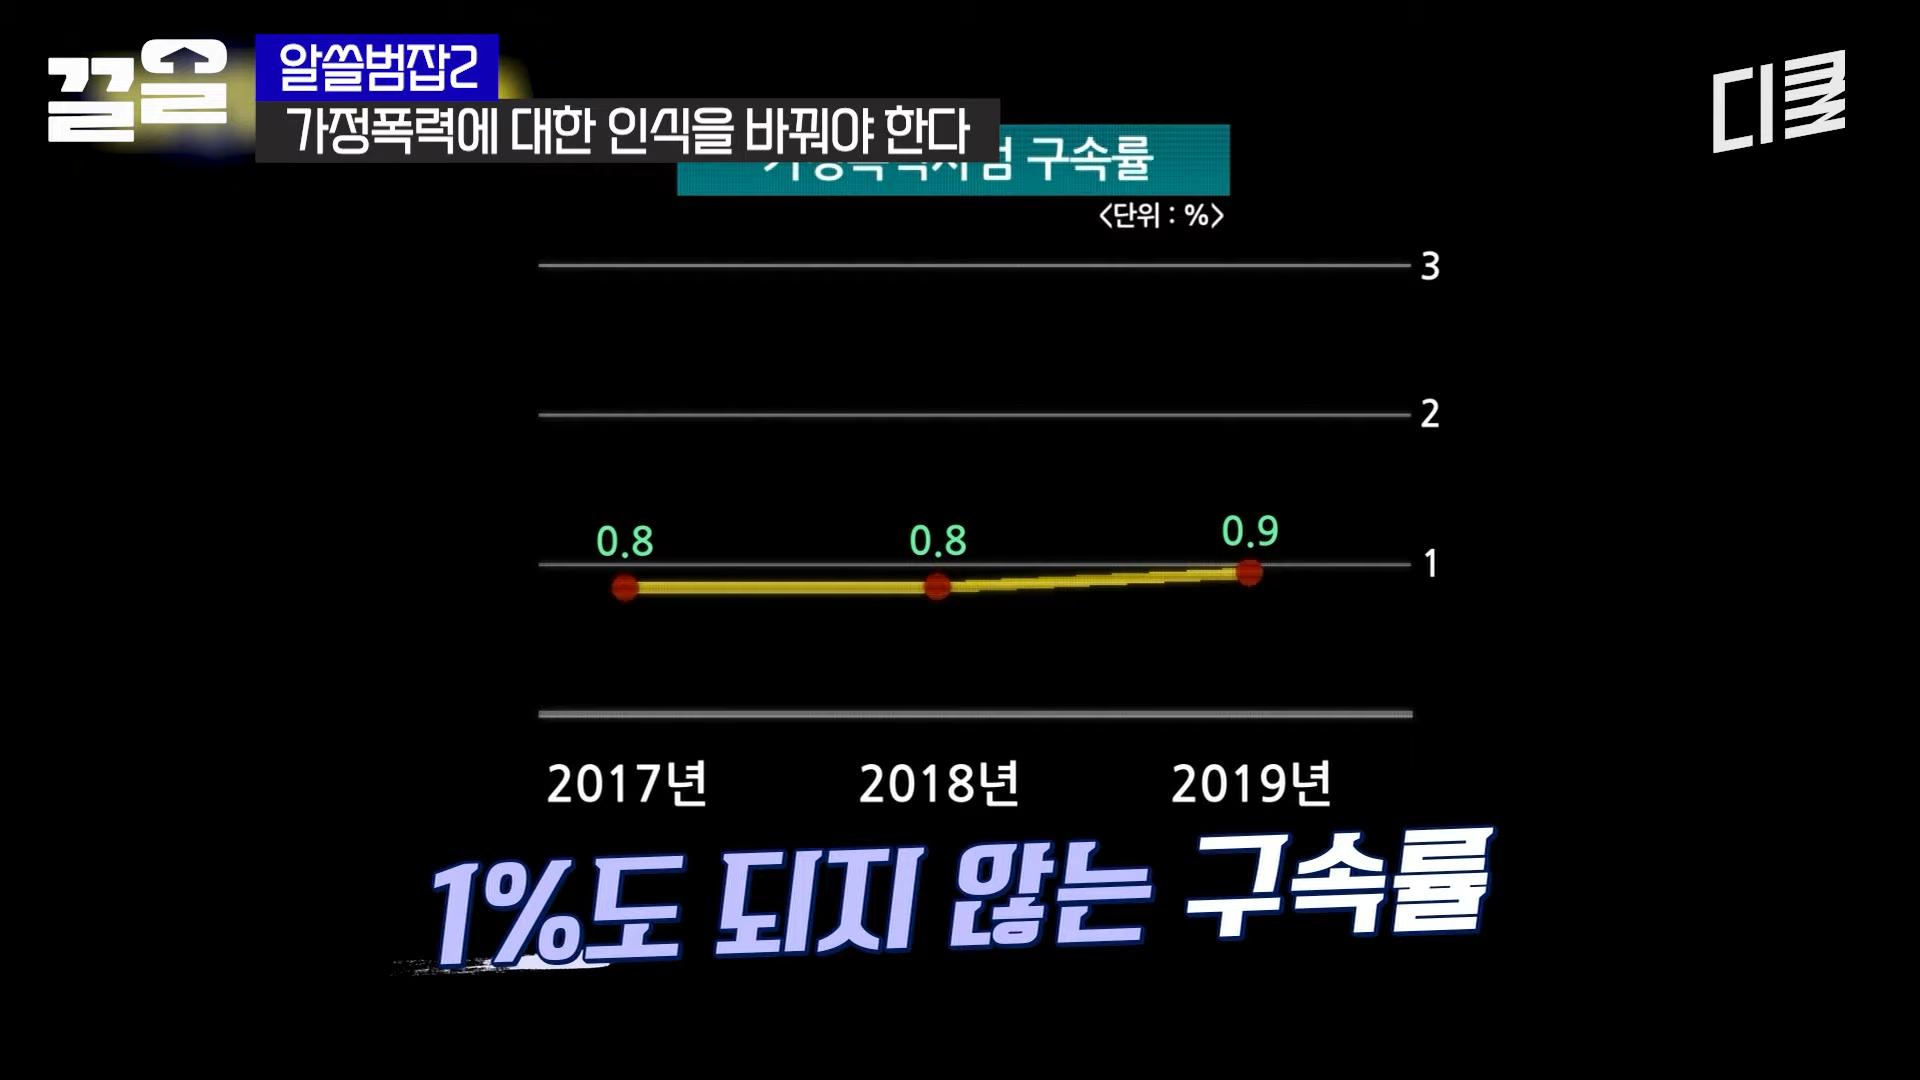 끌올
알쓸범잡2
디글
가정폭력에 대한 인식을 바꿔야 한다
구속률
<단위 : %>
3
2
0.8
0.8
0.9
1
2017년
2018년
2019년
1%도 되지 않는 구속률